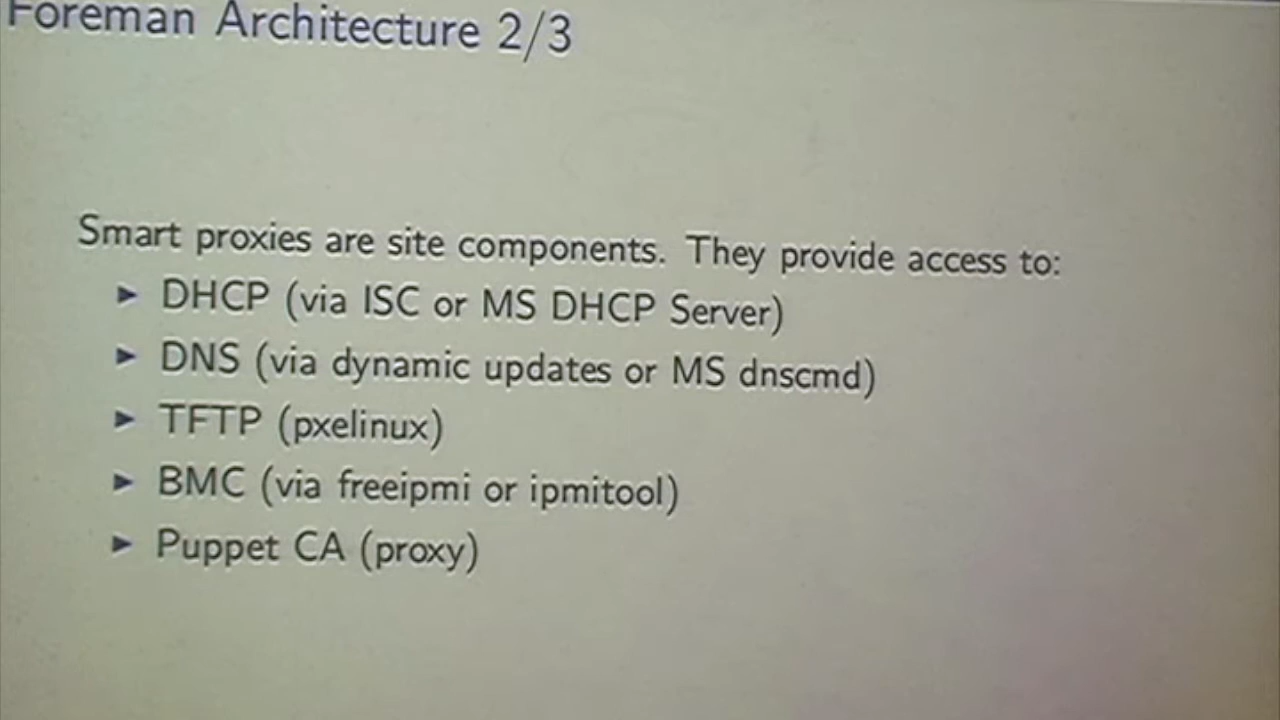 Foreman Architecture 2/3
Smart proxies are site components. They provide access to:
► DHCP (via ISC or MS DHCP Server)
► DNS (via dynamic updates or MS dnscmd)
► TFTP (pxelinux)
► BMC (via freeipmi or ipmitool)
► Puppet CA (proxy)